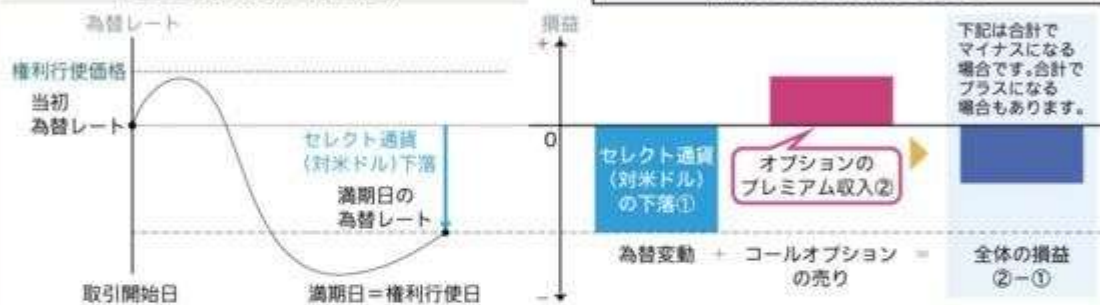 為替レート
権利行使価格
当初
為替レート
セレクト通貨
(対米ドル)下落
満期日の
為替レート
取引開始日
満期日=権利行使日
損益
+
0
−
セレクト通貨
(対米ドル)
の下落①
オプションの
プレミアム収入②
為替変動
+
コールオプション
の売り
=
全体の損益
②−①
下記は合計で
マイナスになる
場合です。合計で
プラスになる
場合もあります。